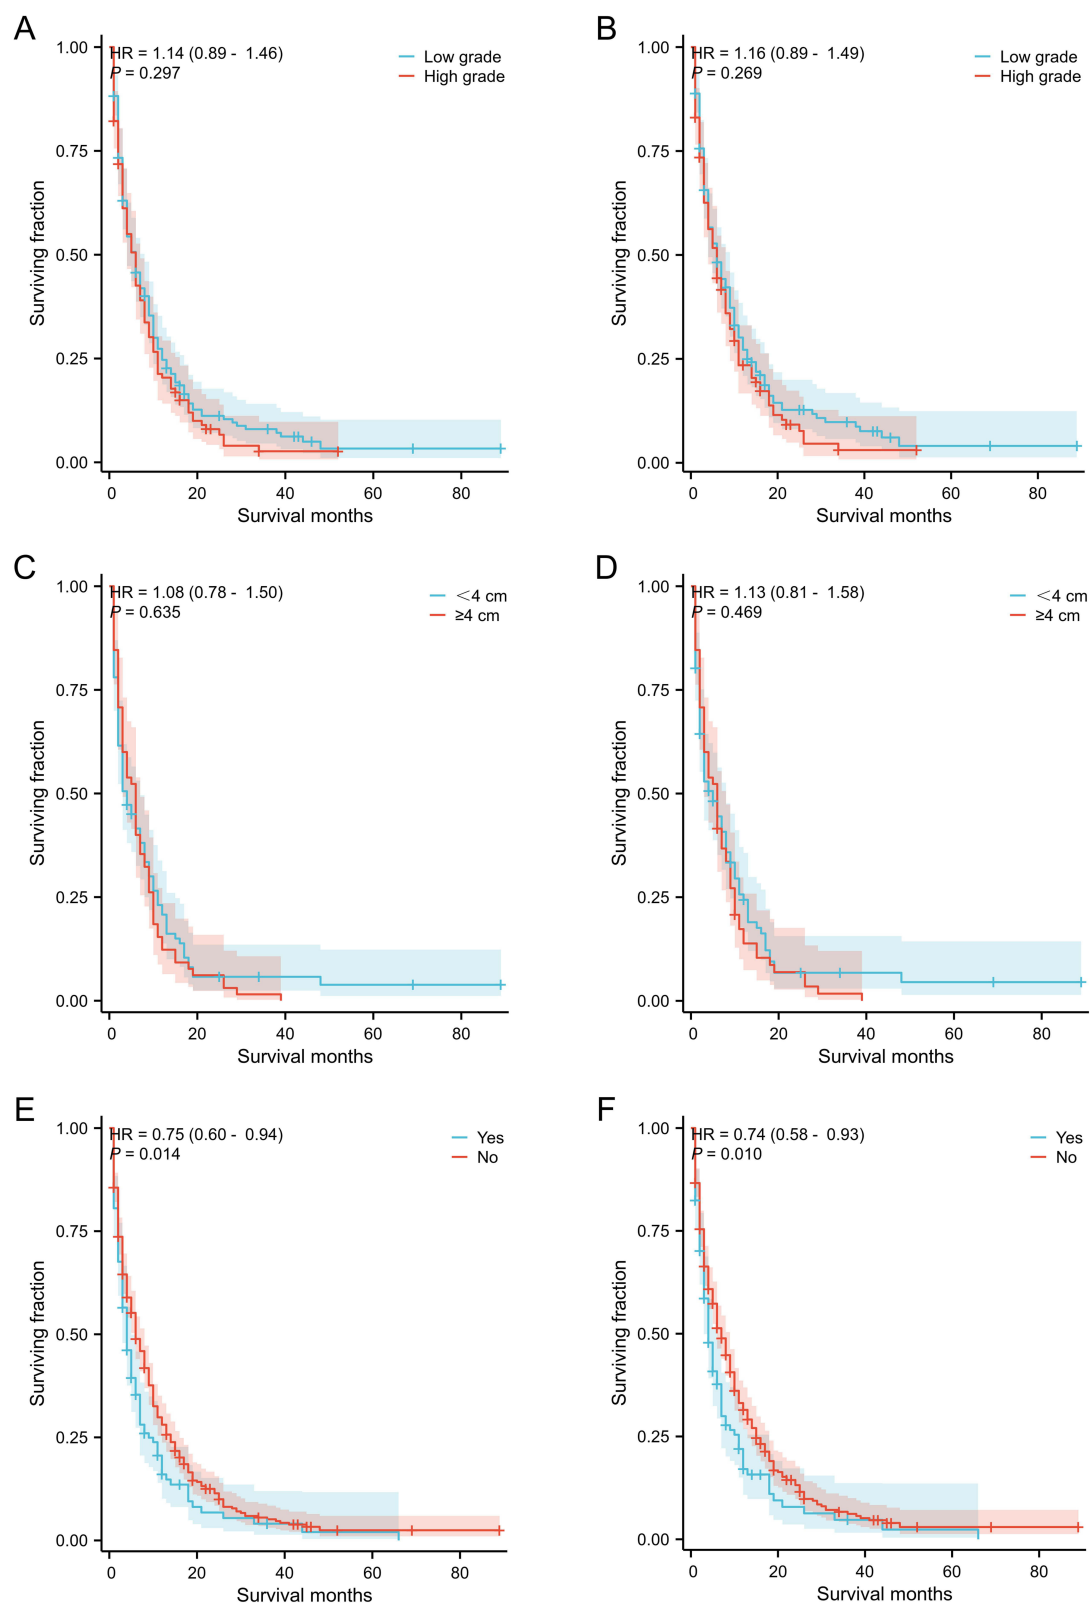 A
HR = 1.14 (0.89 - 1.46)
P = 0.297
Low grade
High grade
1.00
0.75
0.50
0.25
0.00
Surviving fraction
0 20 40 60 80
Survival months
B
HR = 1.16 (0.89 - 1.49)
P = 0.269
Low grade
High grade
1.00
0.75
0.50
0.25
0.00
Surviving fraction
0 20 40 60 80
Survival months
C
HR = 1.08 (0.78 - 1.50)
P = 0.635
<4 cm
≥4 cm
1.00
0.75
0.50
0.25
0.00
Surviving fraction
0 20 40 60 80
Survival months
D
HR = 1.13 (0.81 - 1.58)
P = 0.469
<4 cm
≥4 cm
1.00
0.75
0.50
0.25
0.00
Surviving fraction
0 20 40 60 80
Survival months
E
HR = 0.75 (0.60 - 0.94)
P = 0.014
Yes
No
1.00
0.75
0.50
0.25
0.00
Surviving fraction
0 20 40 60 80
Survival months
F
HR = 0.74 (0.58 - 0.93)
P = 0.010
Yes
No
1.00
0.75
0.50
0.25
0.00
Surviving fraction
0 20 40 60 80
Survival months